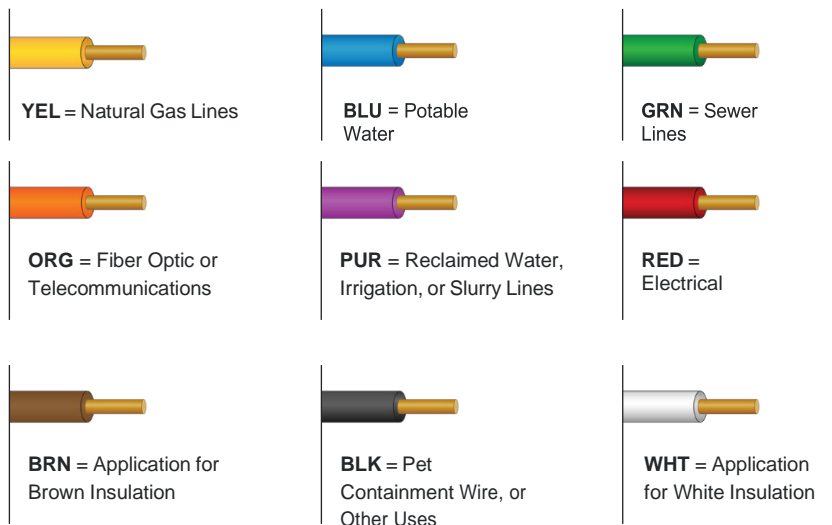 YEL = Natural Gas Lines
BLU = Potable
Water
GRN = Sewer
Lines
ORG = Fiber Optic or
Telecommunications
PUR = Reclaimed Water,
Irrigation, or Slurry Lines
RED =
Electrical
BRN = Application for
Brown Insulation
BLK = Pet
Containment Wire, or
Other Uses
WHT = Application
for White Insulation